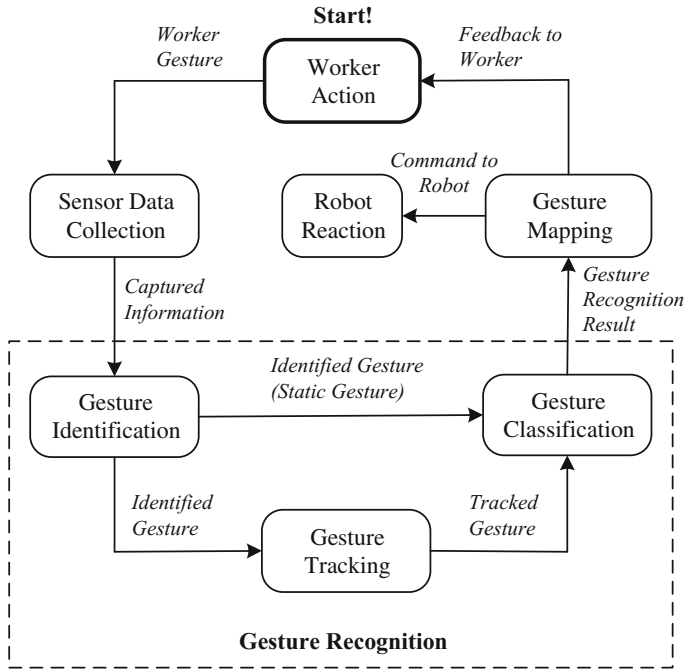 Start!
Worker
Gesture
Worker
Action
Feedback to
Worker
Sensor Data
Collection
Robot
Reaction
Command to
Robot
Gesture
Mapping
Captured
Information
Gesture
Recognition
Result
Gesture
Identification
Identified Gesture
(Static Gesture)
Gesture
Classification
Identified
Gesture
Gesture
Tracking
Tracked
Gesture
Gesture Recognition